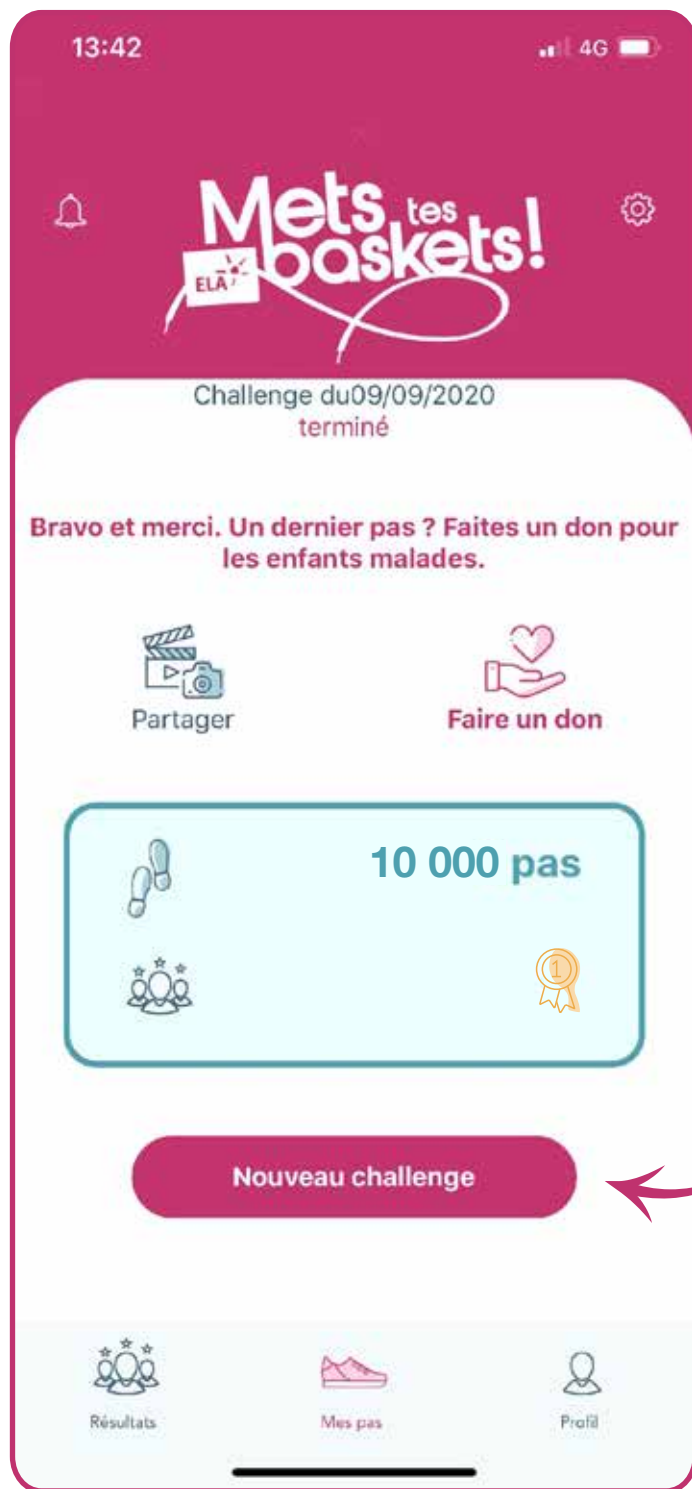 13:42
4G
Mets tes
baskets!
ELA
Challenge du09/09/2020
terminé
Bravo et merci. Un dernier pas ? Faites un don pour
les enfants malades.
Partager
Faire un don
10 000 pas
1
Nouveau challenge
Résultats
Mes pas
Profil